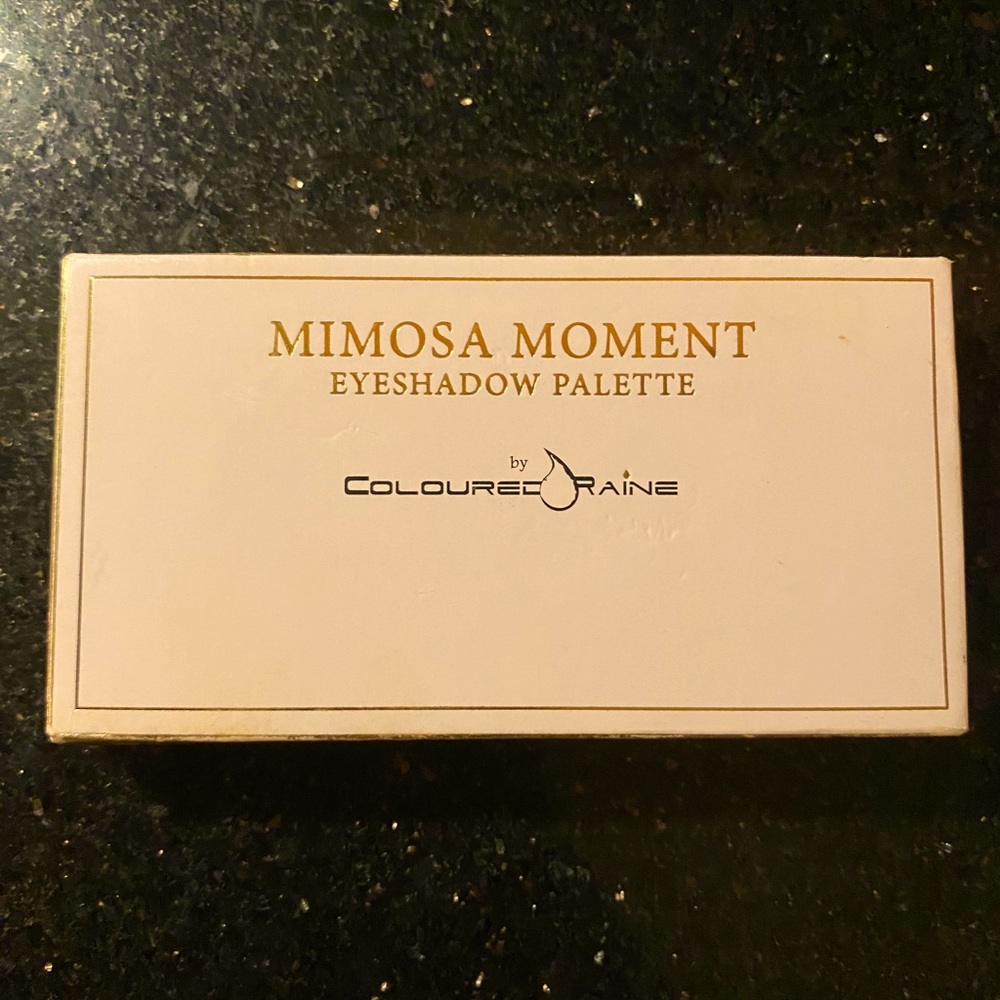 MIMOSA MOMENT
EYESHADOW PALETTE
by
COLOURED RAINE